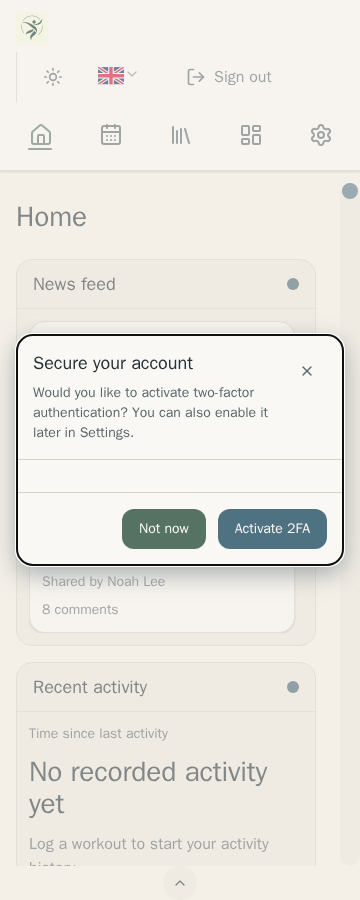 Sign out
Home
News feed
Secure your account
Would you like to activate two-factor
authentication? You can also enable it
later in Settings.
Not now
Activate 2FA
Shared by Noah Lee
8 comments
Recent activity
Time since last activity
No recorded activity
yet
Log a workout to start your activity